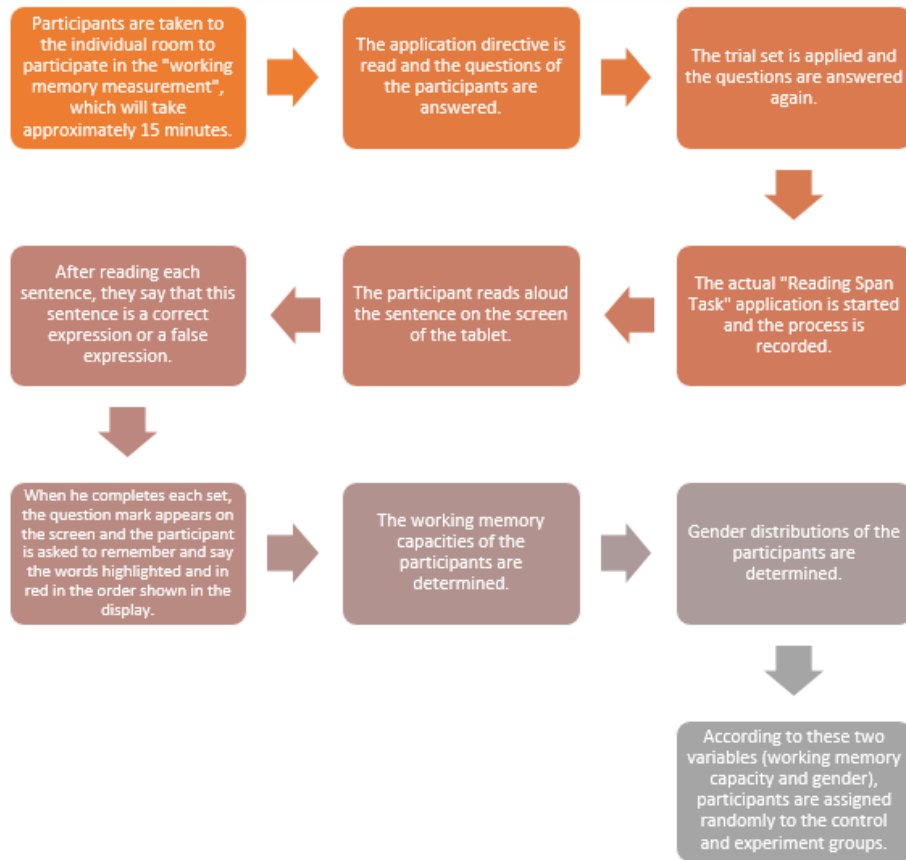 Participants are taken to
the individual room to
participate in the "working
memory measurement",
which will take
approximately 15 minutes.
The application directive is
read and the questions of
the participants are
answered.
The trial set is applied and
the questions are answered
again.
The actual "Reading Span
Task" application is started
and the process is
recorded.
The participant reads aloud
the sentence on the screen
of the tablet.
After reading each
sentence, they say that this
sentence is a correct
expression or a false
expression.
When he completes each set,
the question mark appears on
the screen and the participant
is asked to remember and say
the words highlighted and in
red in the order shown in the
display.
The working memory
capacities of the
participants are
determined.
Gender distributions of the
participants are
determined.
According to these two
variables (working memory
capacity and gender),
participants are assigned
randomly to the control
and experiment groups.